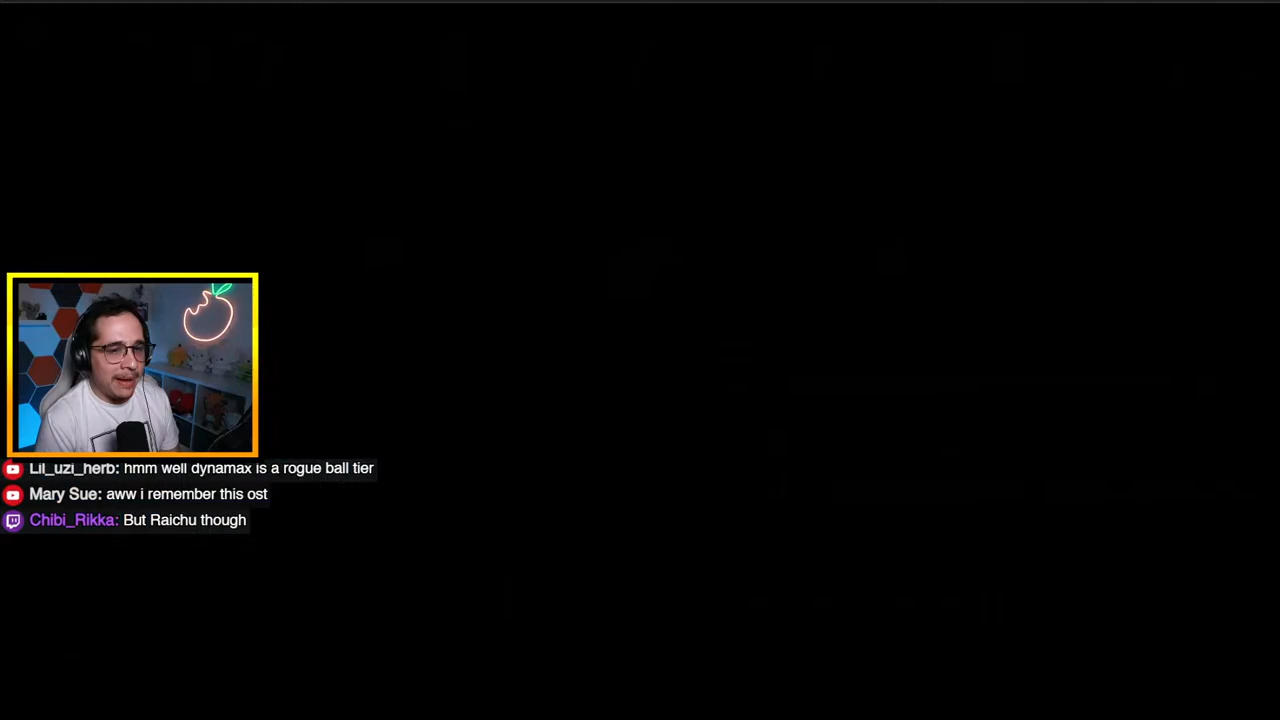 Lil_uzi_herb: hmm well dynamax is a rogue ball tier
Mary Sue: aww i remember this ost
Chibi_Rikka: But Raichu though